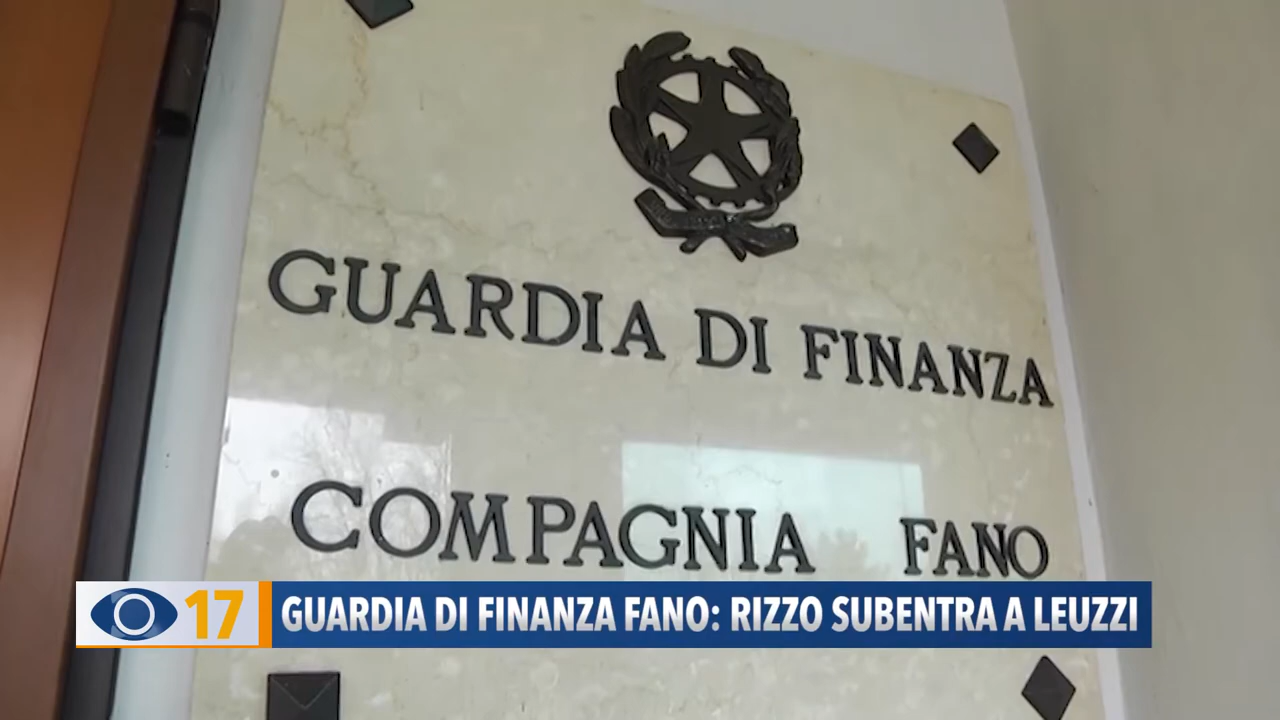 GUARDIA DI FINANZA
COMPAGNIA FANO
17 GUARDIA DI FINANZA FANO: RIZZO SUBENTRA A LEUZZI